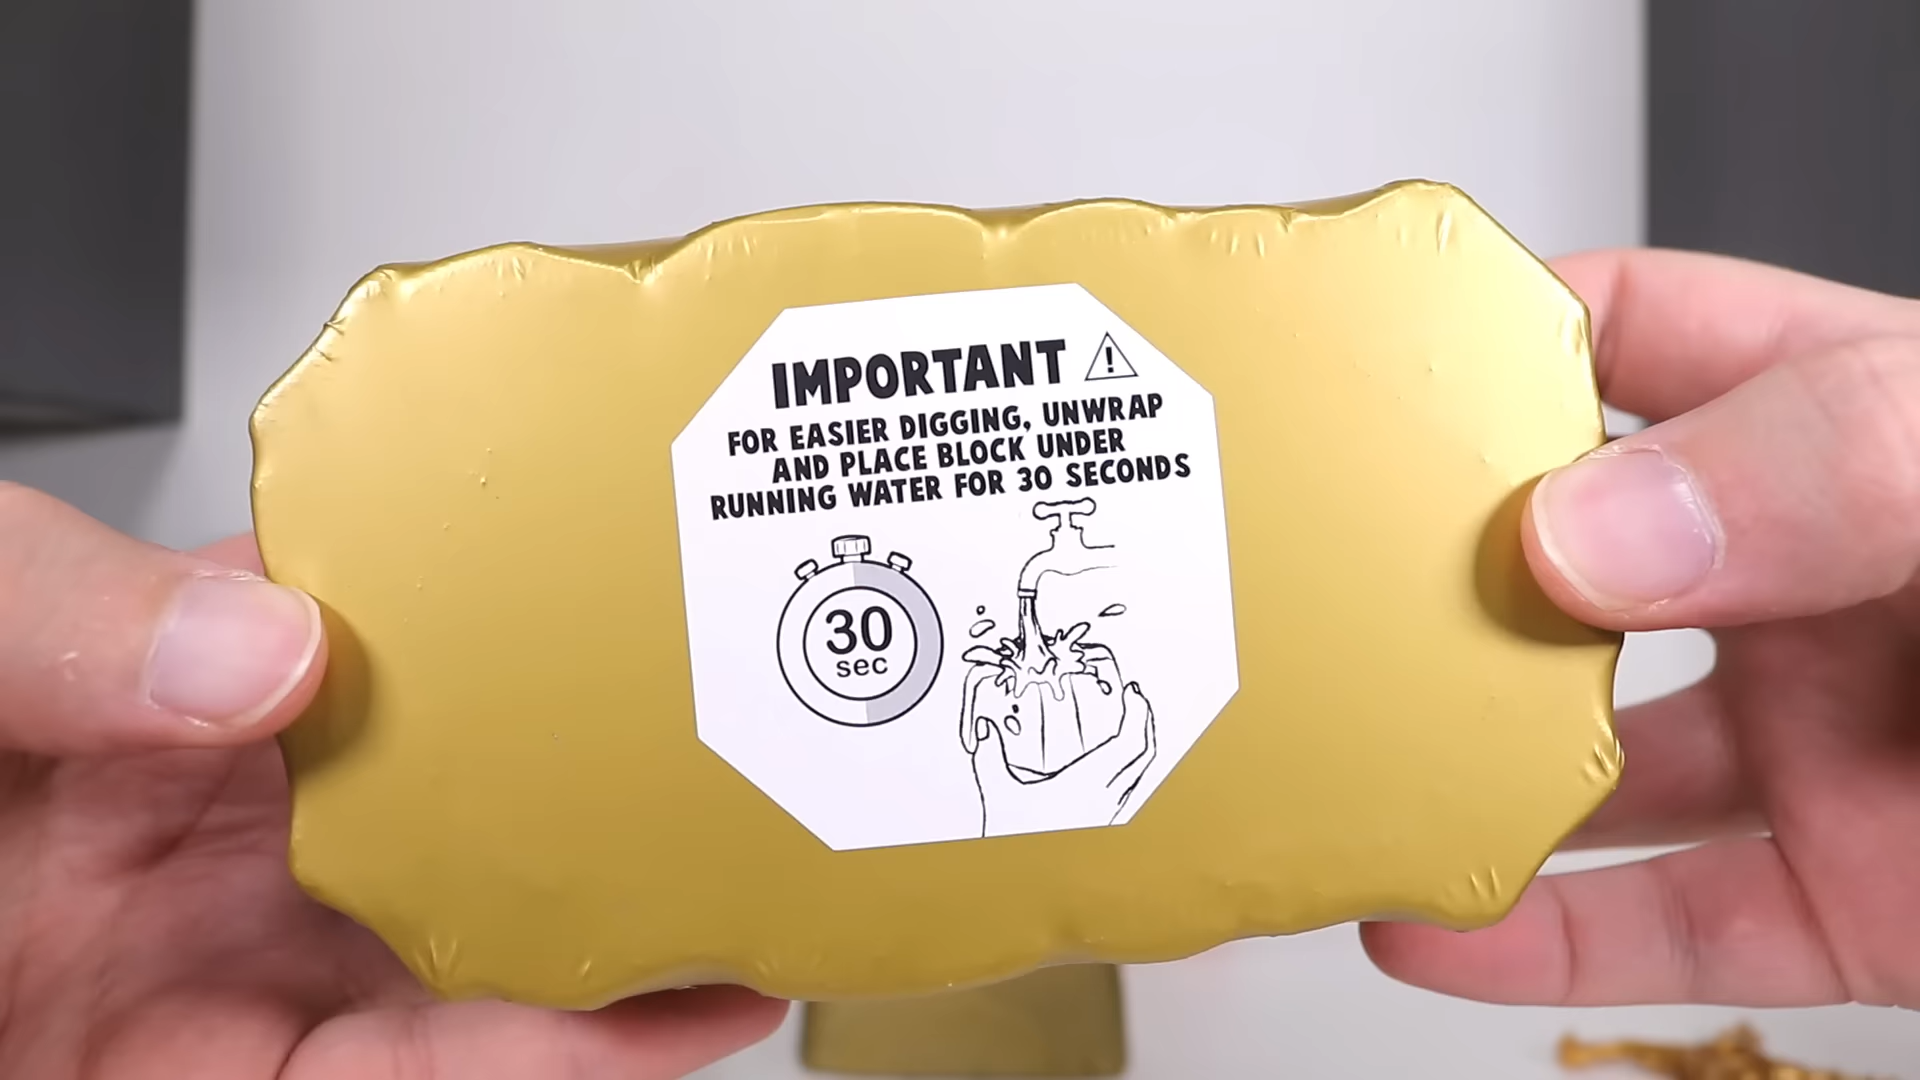 IMPORTANT
FOR EASIER DIGGING, UNWRAP
AND PLACE BLOCK UNDER
RUNNING WATER FOR 30 SECONDS
30
sec